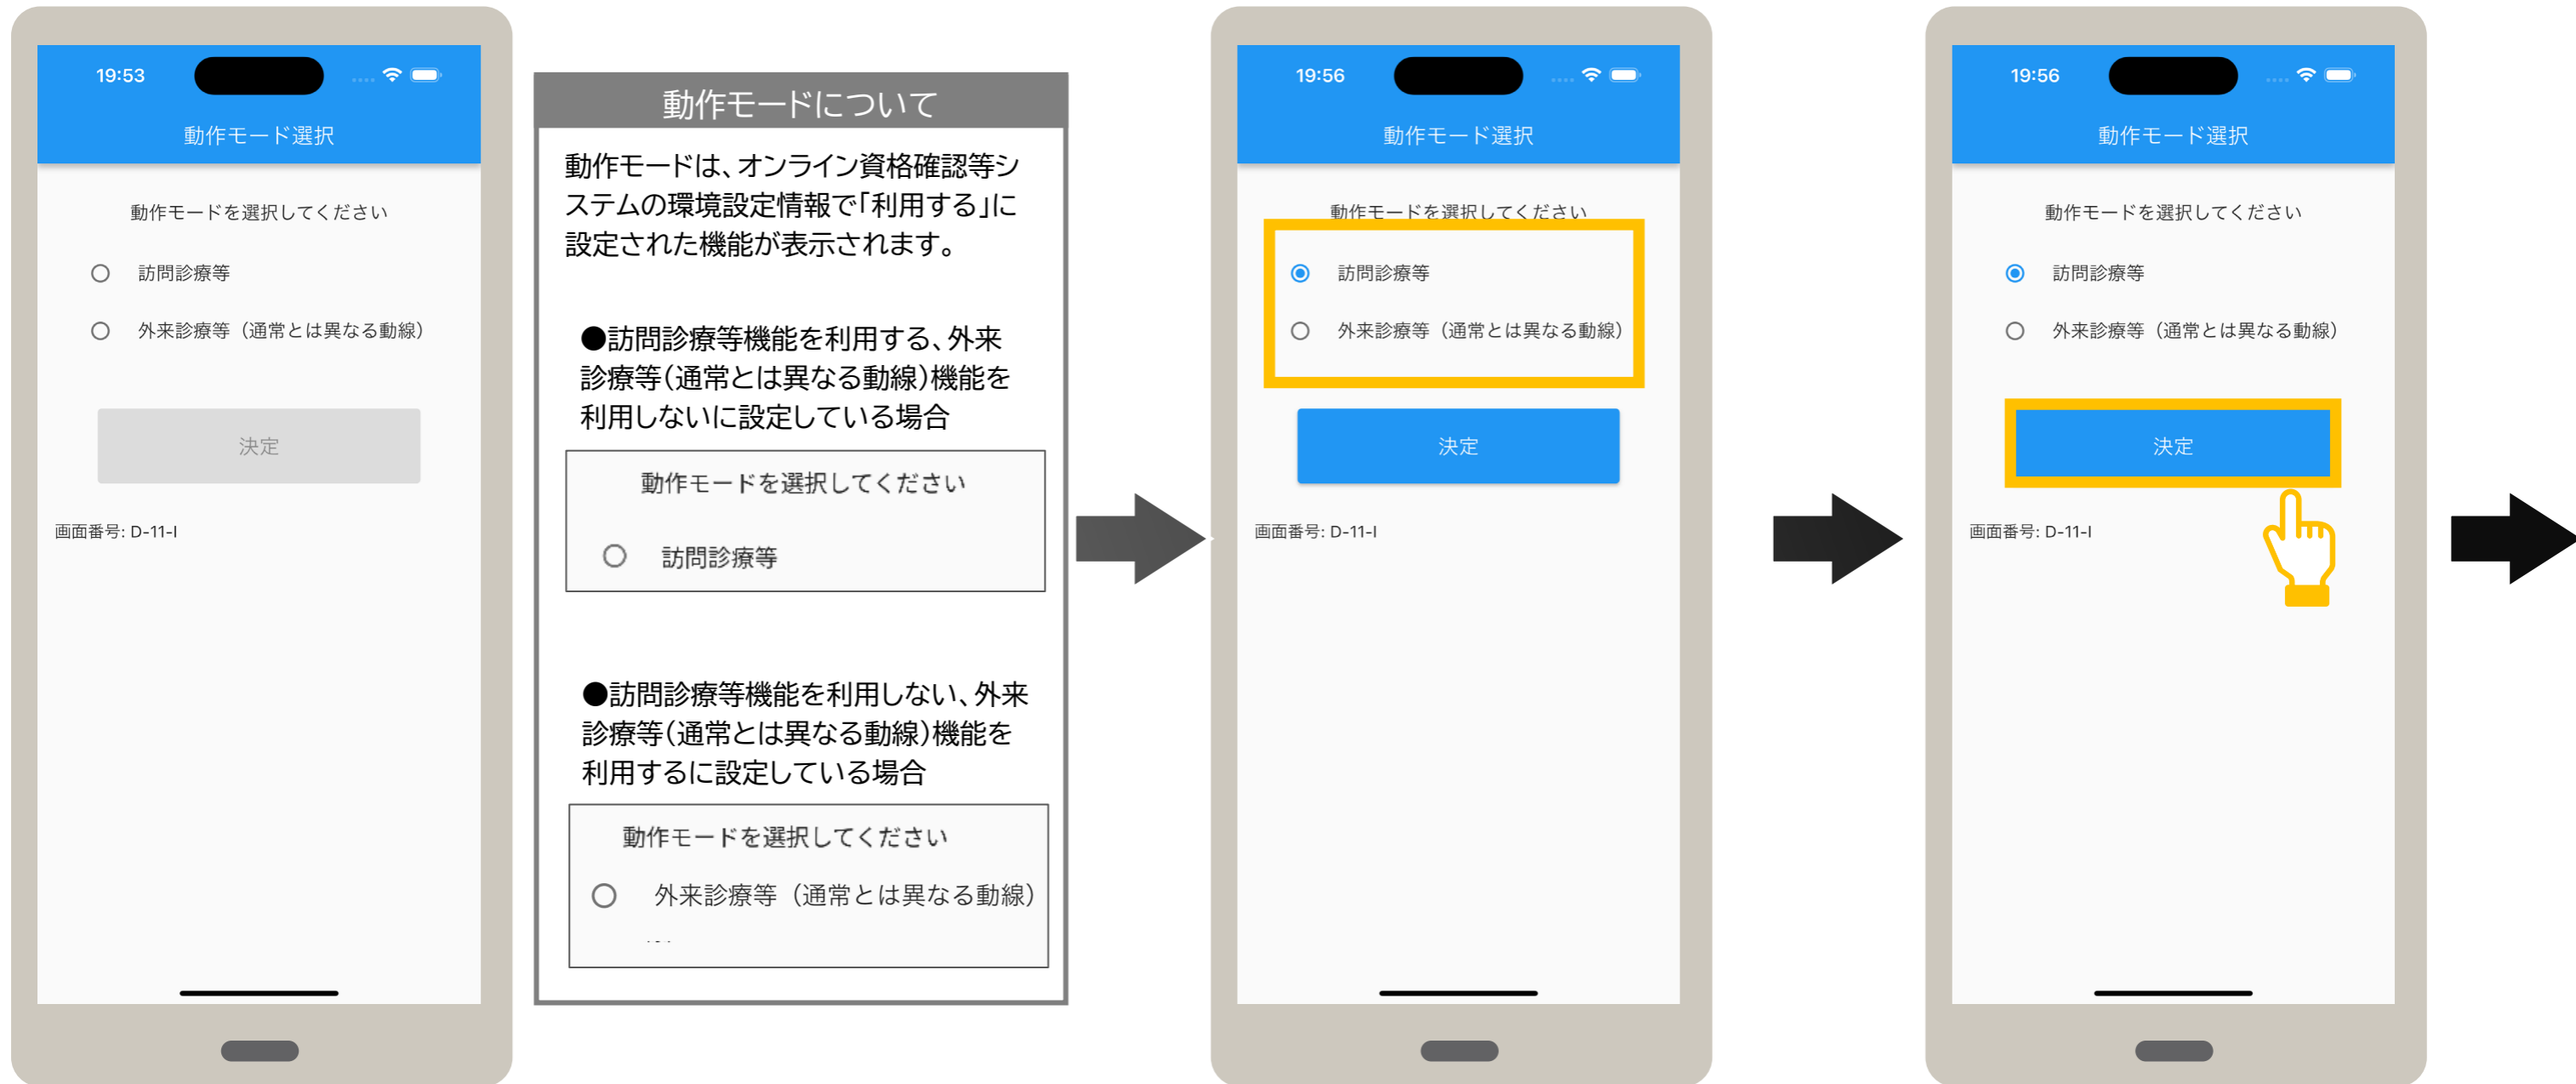 19:53
動作モード選択
動作モードを選択してください
訪問診療等
外来診療等（通常とは異なる動線）
決定
画面番号: D-11-I
動作モードについて
動作モードは、オンライン資格確認等シ
ステムの環境設定情報で「利用する」に
設定された機能が表示されます。
●訪問診療等機能を利用する、外来
診療等(通常とは異なる動線)機能を
利用しないに設定している場合
動作モードを選択してください
訪問診療等
●訪問診療等機能を利用しない、外来
診療等(通常とは異なる動線)機能を
利用するに設定している場合
動作モードを選択してください
外来診療等（通常とは異なる動線）
19:56
動作モード選択
動作モードを選択してください
訪問診療等
外来診療等（通常とは異なる動線）
決定
画面番号: D-11-I
19:56
動作モード選択
動作モードを選択してください
訪問診療等
外来診療等（通常とは異なる動線）
決定
画面番号: D-11-I